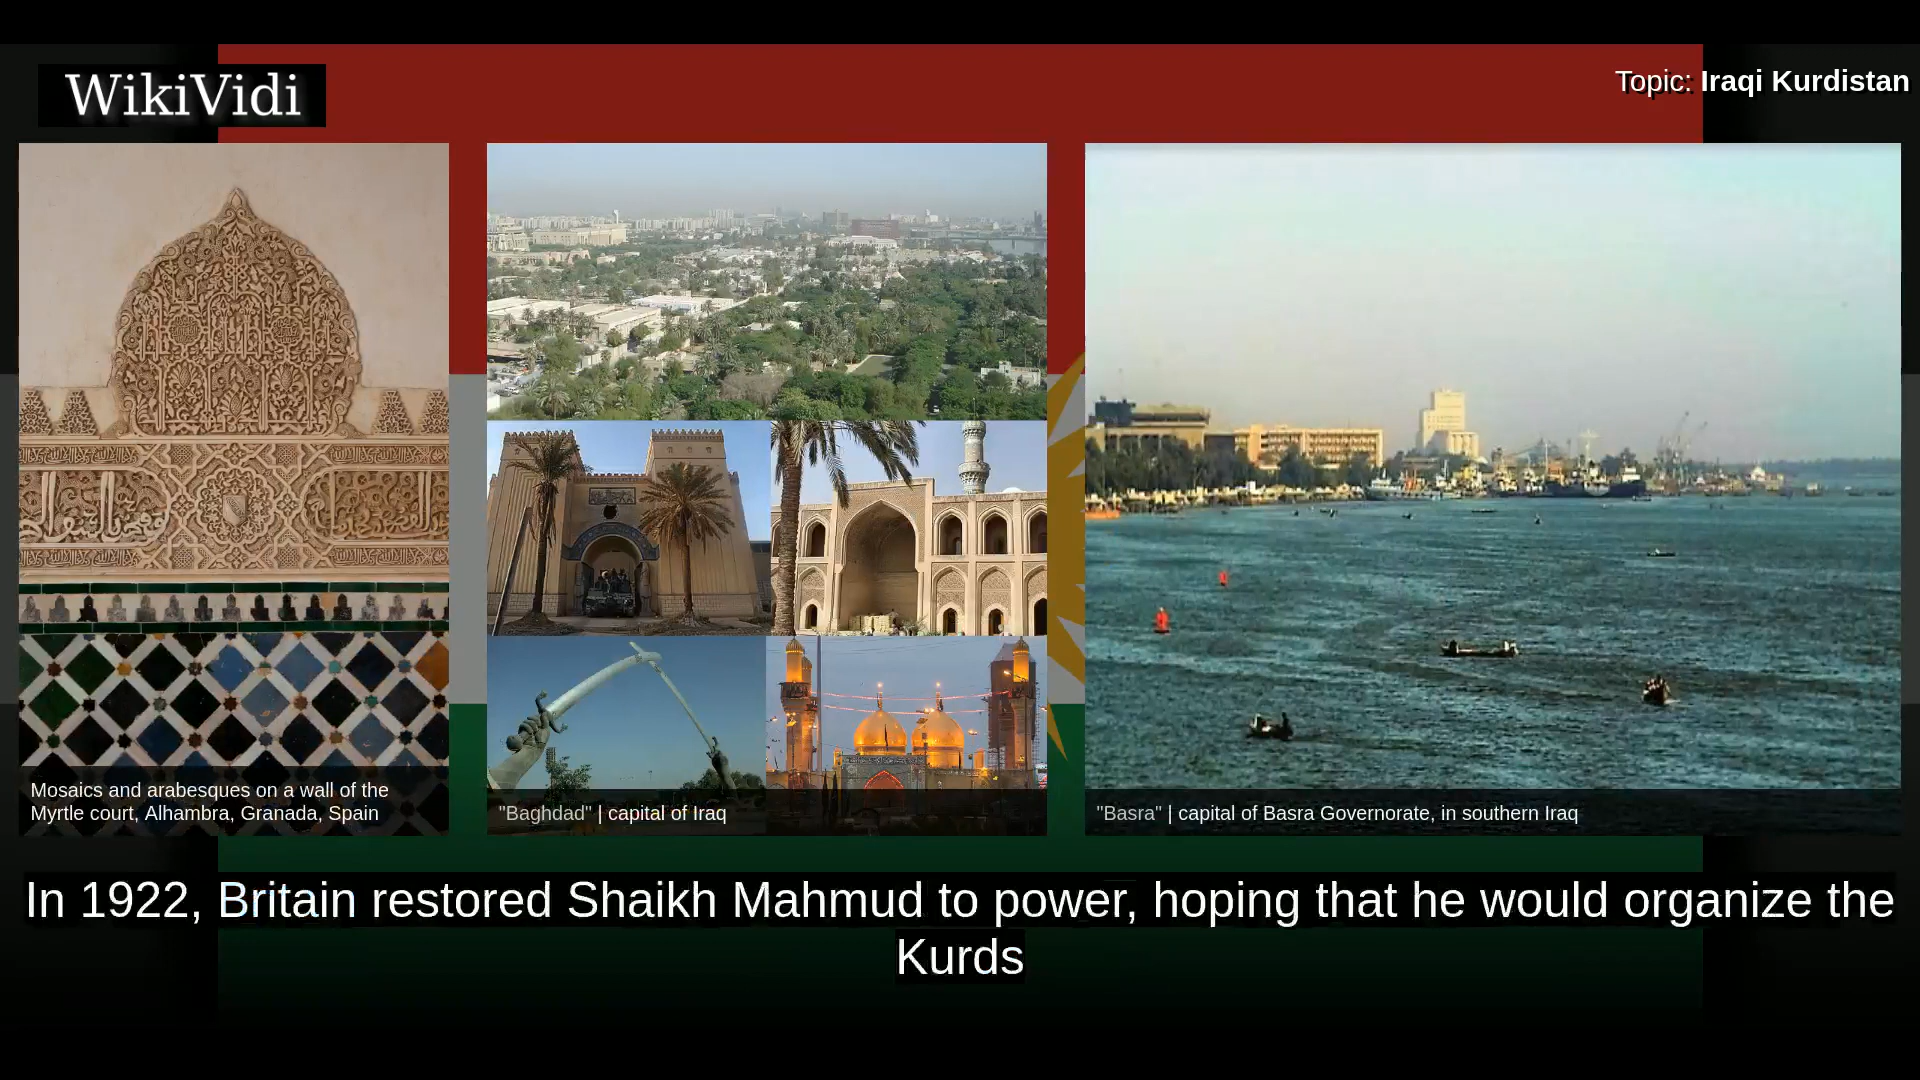 WikiVidi
Topic: Iraqi Kurdistan
Mosaics and arabesques on a wall of the
Myrtle court, Alhambra, Granada, Spain
"Baghdad" | capital of Iraq
"Basra" | capital of Basra Governorate, in southern Iraq
In 1922, Britain restored Shaikh Mahmud to power, hoping that he would organize the
Kurds